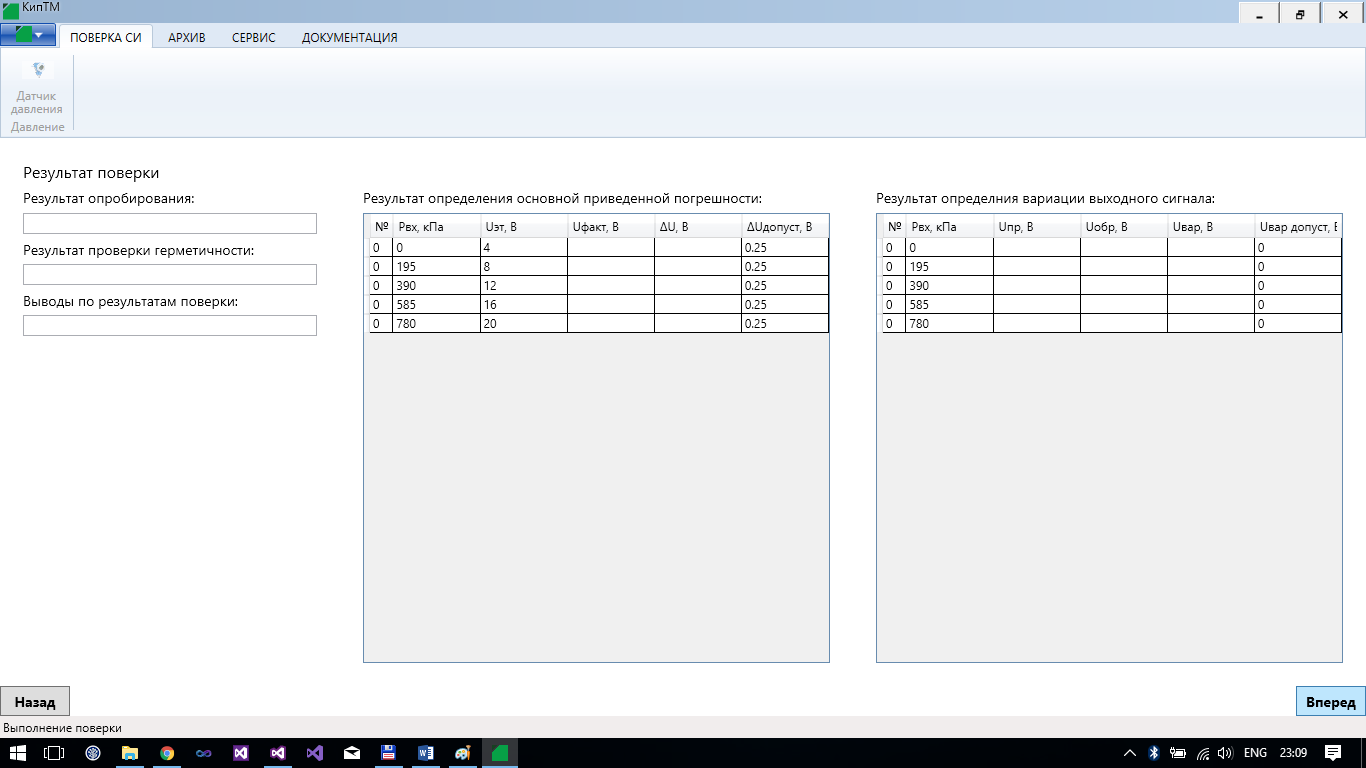 КипТМ
ПОВЕРКА СИ АРХИВ СЕРВИС ДОКУМЕНТАЦИЯ
Датчик
давления
Давление
Результат поверки
Результат опробирования:
Результат проверки герметичности:
Выводы по результатам поверки:
Результат определения основной приведенной погрешности:
№ Pвх, кПа Uэт, В Uфакт, В ΔU, В ΔUдопуст, В
0 0 4 0.25
0 195 8 0.25
0 390 12 0.25
0 585 16 0.25
0 780 20 0.25
Результат определния вариации выходного сигнала:
№ Pвх, кПа Uпр, В Uобр, В Uвар, В Uвар допуст, В
0 0 0
0 195 0
0 390 0
0 585 0
0 780 0
Назад
Вперед
Выполнение поверки
ENG 23:09